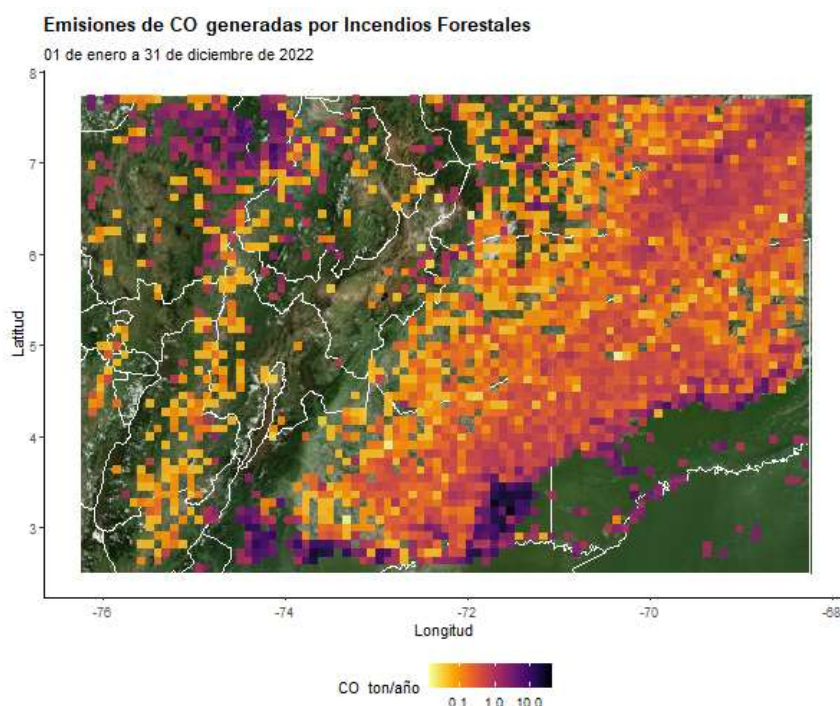 Emisiones de CO generadas por Incendios Forestales
01 de enero a 31 de diciembre de 2022
8
7
6
5
4
3
Latitud
-76 -74 -72 -70 -68
Longitud
CO ton/año
0.1 1.0 10.0